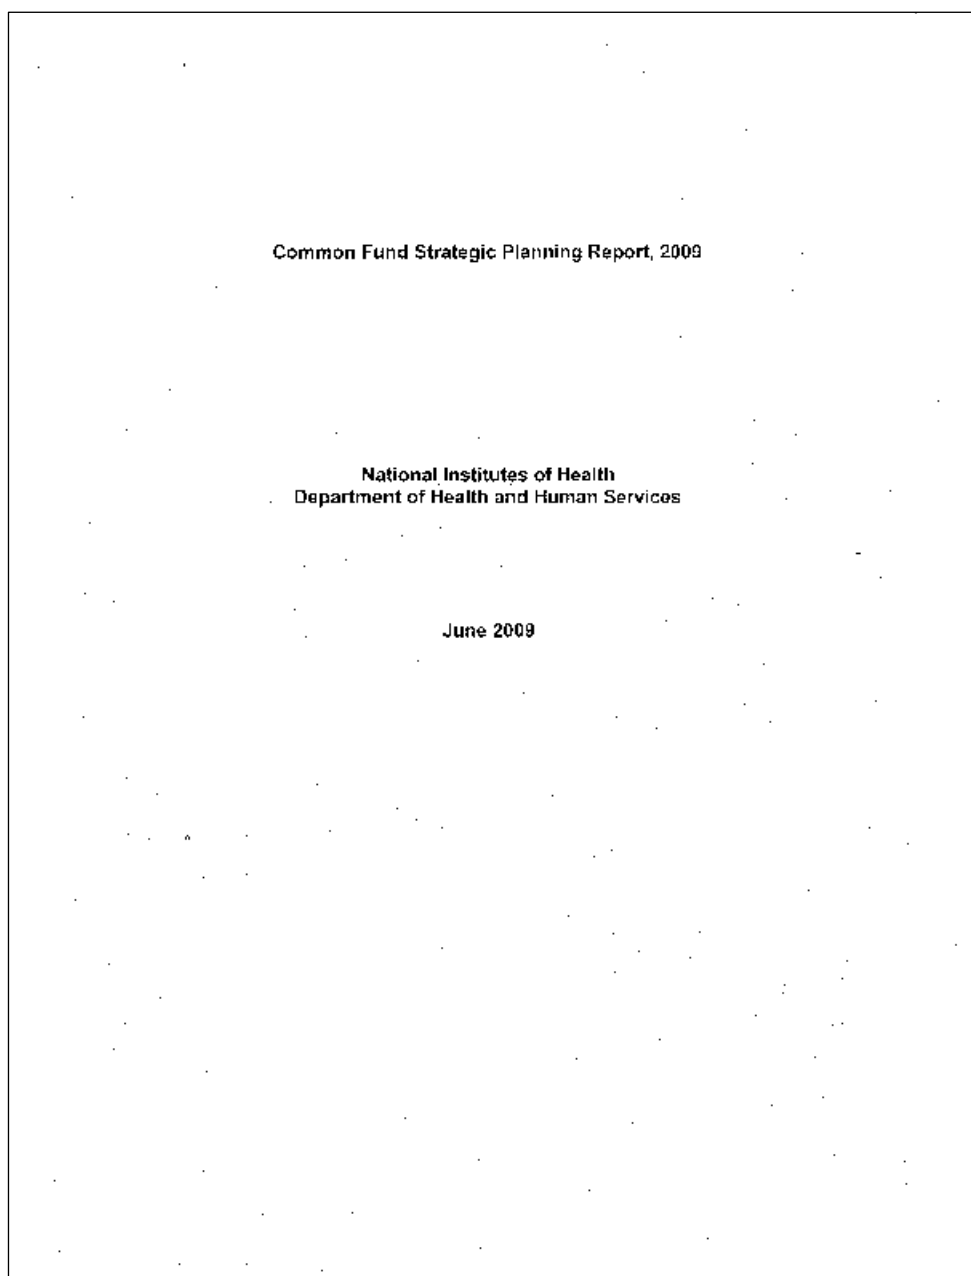 Common Fund Strategic Planning Report, 2009
National Institutes of Health
Department of Health and Human Services
June 2009